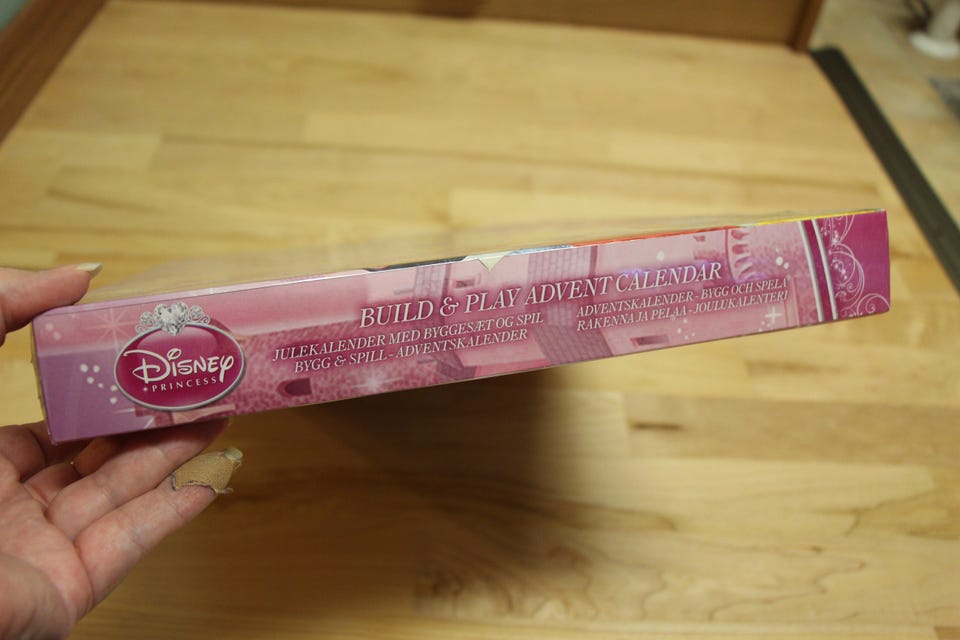 Disney
PRINCESS
BUILD & PLAY ADVENT CALENDAR
JULEKALENDER MED BYGGESÆT OG SPIL
BYGG & SPILL - ADVENTSKALENDER
ADVENTSKALENDER - BYGG OCH SPELA
RAKENNA JA PELAA - JOULUKALENTERI